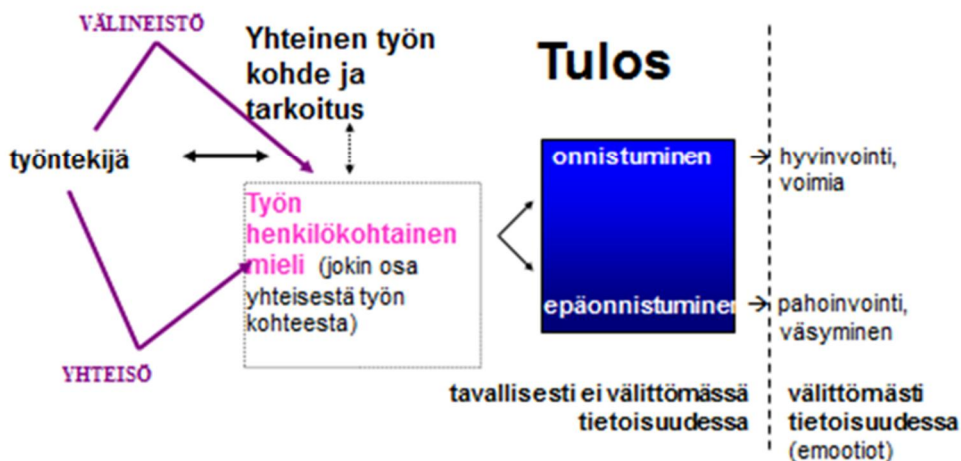 VÄLINEISTÖ
Yhteinen työn
kohde ja
tarkoitus
Tulos
työntekijä
onnistuminen
hyvinvointi,
voimia
Työn
henkilökohtainen
mieli (jokin osa
yhteisestä työn
kohteesta)
epäonnistuminen
pahoinvointi,
väsyminen
YHTEISÖ
tavallisesti ei välittömässä
tietoisuudessa
välittömästi
tietoisuudessa
(emootiot)